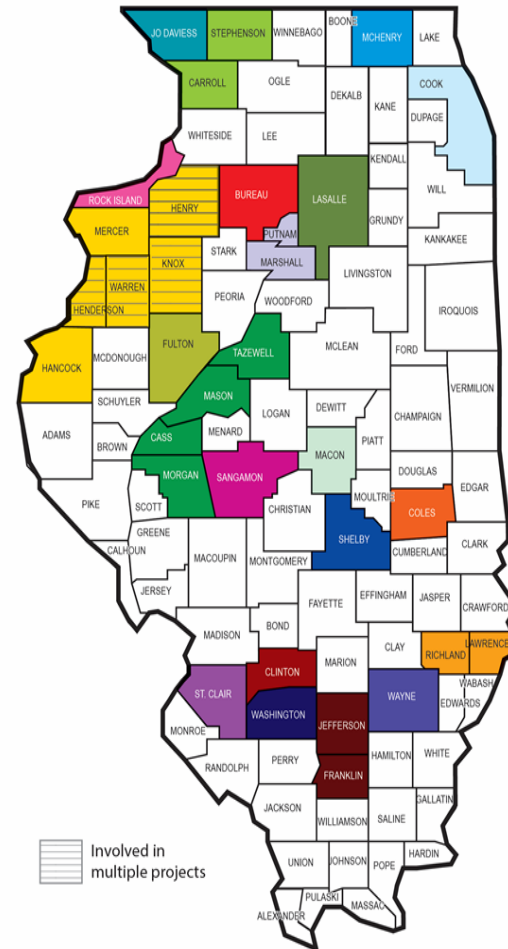 BOONE
JO DAVIESS
STEPHENSON
WINNEBAGO
MCHENRY
LAKE
CARROLL
OGLE
COOK
DEKALB
KANE
DUPAGE
WHITESIDE
LEE
KENDALL
WILL
ROCK ISLAND
HENRY
BUREAU
LASALLE
GRUNDY
MERCER
PUTNAM
KANKAKEE
STARK
KNOX
MARSHALL
LIVINGSTON
WARREN
PEORIA
HENDERSON
WOODFORD
IROQUOIS
FULTON
TAZEWELL
MCLEAN
FORD
HANCOCK
MCDONOUGH
VERMILION
MASON
SCHUYLER
LOGAN
DEWITT
CHAMPAIGN
ADAMS
BROWN
CASS
MENARD
PIATT
MACON
DOUGLAS
MORGAN
SANGAMON
EDGAR
PIKE
SCOTT
MOULTRIE
COLES
CHRISTIAN
GREENE
SHELBY
CLARK
CALHOUN
MACOUPIN
CUMBERLAND
MONTGOMERY
JERSEY
FAYETTE
EFFINGHAM
JASPER
CRAWFORD
BOND
MADISON
CLAY
RICHLAND
LAWRENCE
CLINTON
MARION
WABASH
ST. CLAIR
WAYNE
EDWARDS
WASHINGTON
JEFFERSON
MONROE
PERRY
HAMILTON
WHITE
RANDOLPH
FRANKLIN
JACKSON
GALLATIN
WILLIAMSON
SALINE
UNION
JOHNSON
POPE
HARDIN
PULASKI
MASSAC
ALEXANDER
Involved in
multiple projects